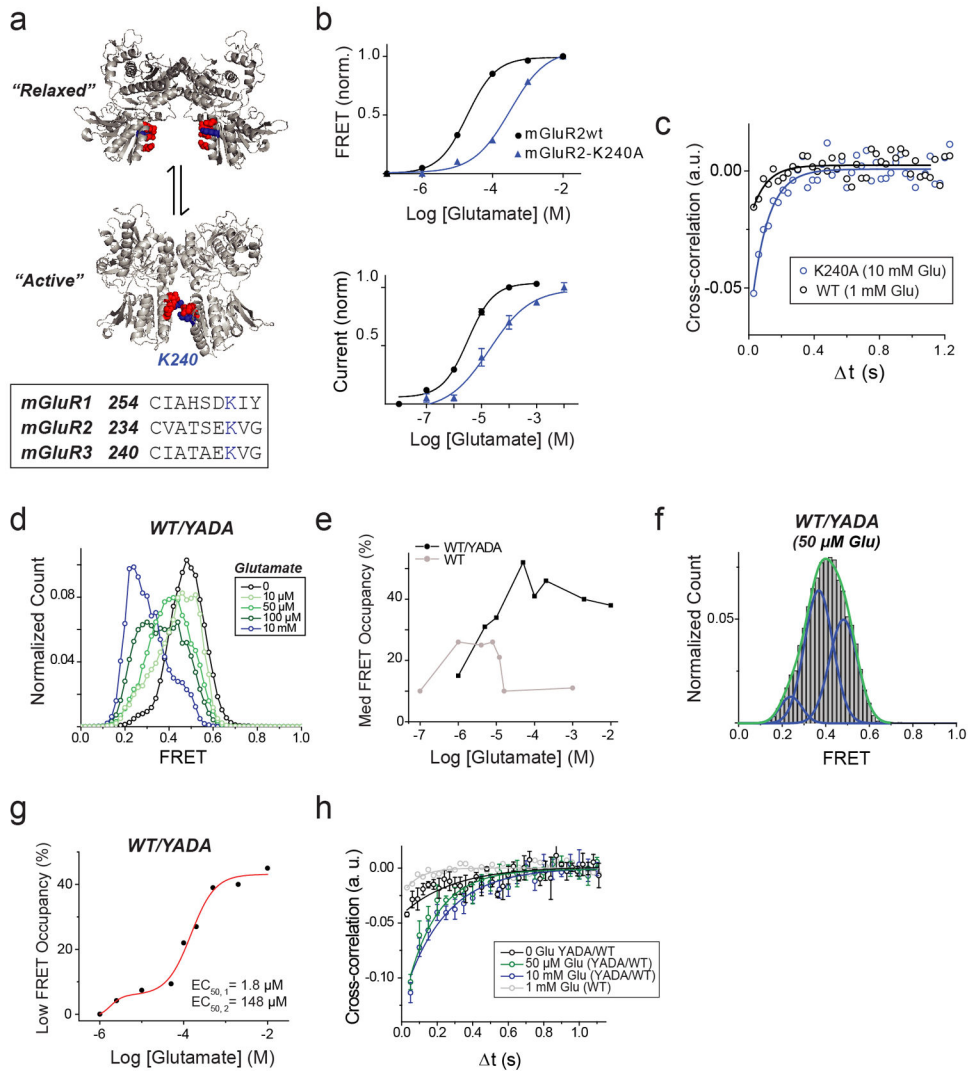 a
"Relaxed"
"Active"
K240
mGluR1 254 CIAHSDKIY
mGluR2 234 CVATSEKVG
mGluR3 240 CIATAEKVG
b
FRET (norm.)
1.0
0.5
mGluR2wt
mGluR2-K240A
-6 -4 -2
Log [Glutamate] (M)
Current (norm)
1.0
0.5
-7 -6 -5 -4 -3 -2
Log [Glutamate] (M)
c
Cross-correlation (a.u.)
0.00
-0.05
K240A (10 mM Glu)
WT (1 mM Glu)
0.0 0.4 0.8 1.2
Δt (s)
d
WT/YADA
Normalized Count
0.08
0.04
0
Glutamate
0
10 µM
50 µM
100 µM
10 mM
0.0 0.2 0.4 0.6 0.8 1.0
FRET
e
Med FRET Occupancy (%)
40
20
0
WT/YADA
WT
-7 -6 -5 -4 -3 -2
Log [Glutamate] (M)
f
WT/YADA
(50 µM Glu)
Normalized Count
0.05
0
0.0 0.2 0.4 0.6 0.8 1.0
FRET
g
WT/YADA
Low FRET Occupancy (%)
40
20
0
EC50, 1= 1.8 µM
EC50, 2= 148 µM
-6 -4 -2
Log [Glutamate] (M)
h
Cross-correlation (a. u.)
0.00
-0.05
-0.10
0 Glu YADA/WT
50 µM Glu (YADA/WT)
10 mM Glu (YADA/WT)
1 mM Glu (WT)
0.0 0.2 0.4 0.6 0.8 1.0
Δt (s)